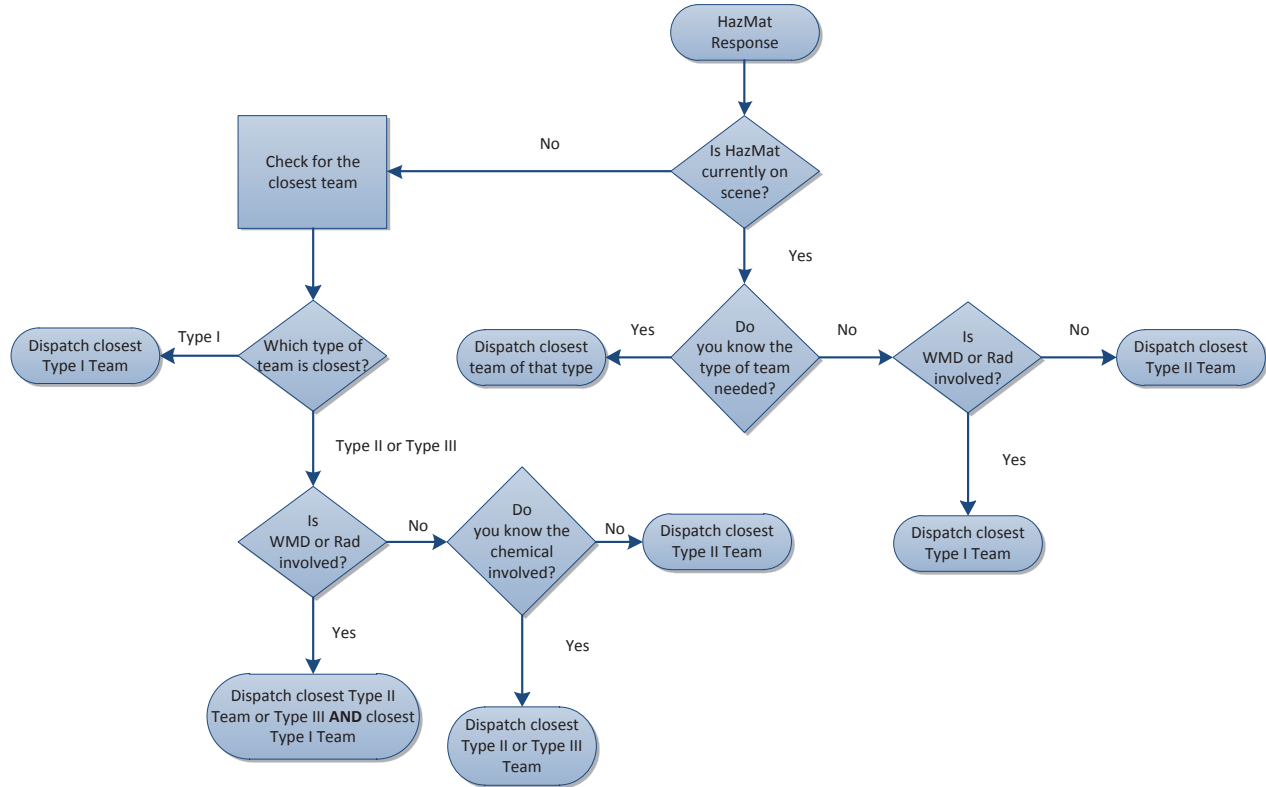 HazMat
Response
Is HazMat
currently on
scene?
No
Check for the
closest team
Yes
Which type of
team is closest?
Type I
Dispatch closest
Type I Team
Do
you know the
type of team
needed?
Yes
Dispatch closest
team of that type
No
Is
WMD or Rad
involved?
No
Dispatch closest
Type II Team
Yes
Dispatch closest
Type I Team
Type II or Type III
Is
WMD or Rad
involved?
No
Do
you know the
chemical
involved?
No
Dispatch closest
Type II Team
Yes
Dispatch closest Type II
Team or Type III AND closest
Type I Team
Yes
Dispatch closest
Type II or Type III
Team